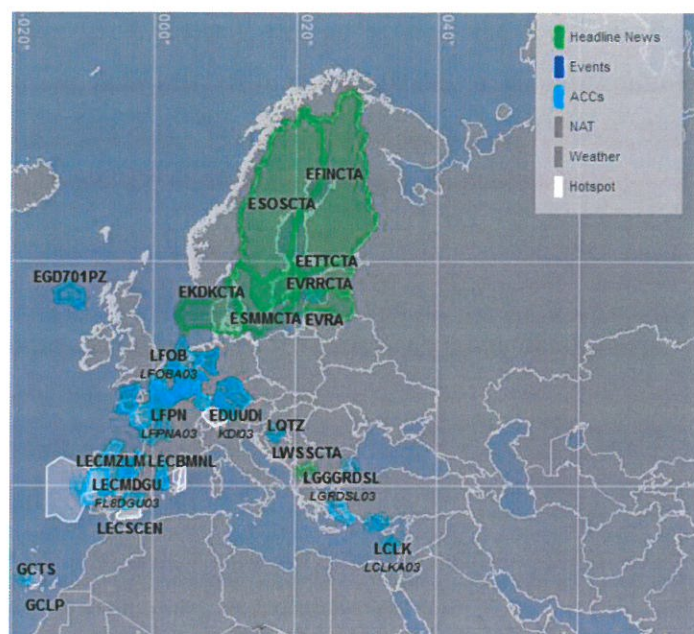 -020°
000°
020°
040°
Headline News
Events
ACCs
NAT
Weather
Hotspot
EFINCTA
ESOSCTA
EETTCTA
EGD701PZ
EVRRCTA
EKDKCTA
ESMMCTA
EVRA
LFOB
LFOBA03
LFPN
LFPNA03
EDUUDI
KDI03
LQTZ
LWSSCTA
LECMZLM
LECBMNL
LECMDGU
FL8DGU03
LGGGRDSL
LGRDSL03
LECSCEN
LCLK
LCLKA03
GCTS
GCLP